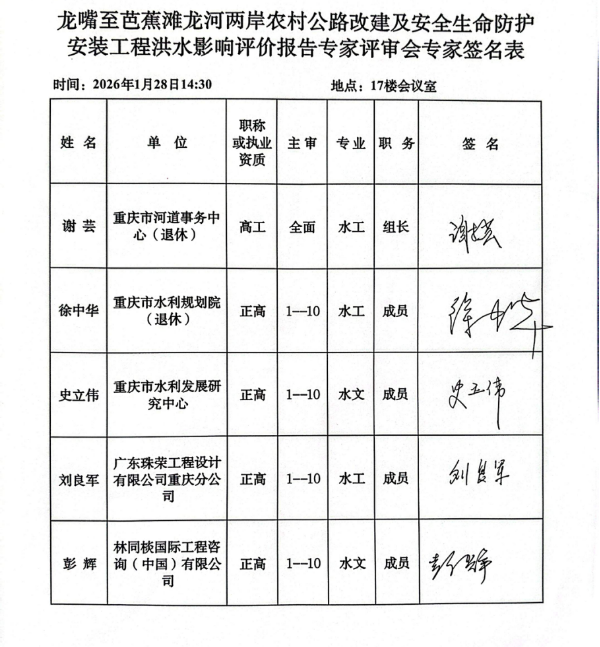 龙嘴至芭蕉滩龙河两岸农村公路改建及安全生命防护
安装工程洪水影响评价报告专家评审会专家签名表
时间：2026年1月28日14:30 地点：17楼会议室
姓 名 单 位 职称或执业资质 主 审 专 业 职 务 签 名
谢 芸 重庆市河道事务中心（退休） 高工 全面 水工 组长 谢芸
徐中华 重庆市水利规划院（退休） 正高 1—10 水工 成员 徐中华
史立伟 重庆市水利发展研究中心 正高 1—10 水文 成员 史立伟
刘良军 广东珠荣工程设计有限公司重庆分公司 正高 1—10 水工 成员 刘良军
彭 辉 林同棪国际工程咨询（中国）有限公司 正高 1—10 水文 成员 彭辉